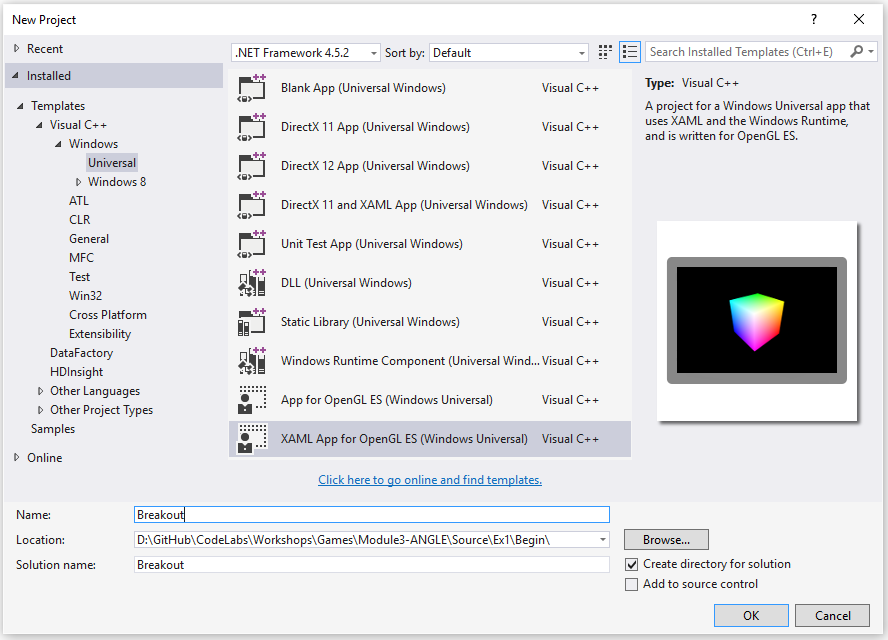 New Project
?
Recent
.NET Framework 4.5.2
Sort by:
Default
Search Installed Templates (Ctrl+E)
Installed
Templates
Visual C++
Windows
Universal
Windows 8
ATL
CLR
General
MFC
Test
Win32
Cross Platform
Extensibility
DataFactory
HDInsight
Other Languages
Other Project Types
Samples
Online
Blank App (Universal Windows) Visual C++
DirectX 11 App (Universal Windows) Visual C++
DirectX 12 App (Universal Windows) Visual C++
DirectX 11 and XAML App (Universal Windows) Visual C++
Unit Test App (Universal Windows) Visual C++
DLL (Universal Windows) Visual C++
Static Library (Universal Windows) Visual C++
Windows Runtime Component (Universal Wind... Visual C++
App for OpenGL ES (Windows Universal) Visual C++
XAML App for OpenGL ES (Windows Universal) Visual C++
Click here to go online and find templates.
Type: Visual C++
A project for a Windows Universal app that
uses XAML and the Windows Runtime,
and is written for OpenGL ES.
Name: Breakout
Location: D:\GitHub\CodeLabs\Workshops\Games\Module3-ANGLE\Source\Ex1\Begin\
Browse...
Solution name: Breakout
Create directory for solution
Add to source control
OK
Cancel